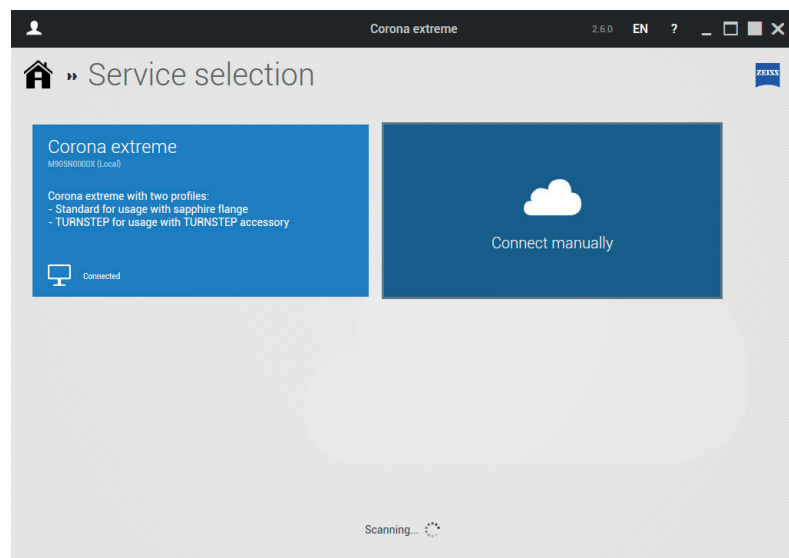 Corona extreme
2.6.0
EN
?
» Service selection
ZEISS
Corona extreme
M905N0000X (Local)
Corona extreme with two profiles:
- Standard for usage with sapphire flange
- TURNSTEP for usage with TURNSTEP accessory
Connected
Connect manually
Scanning...